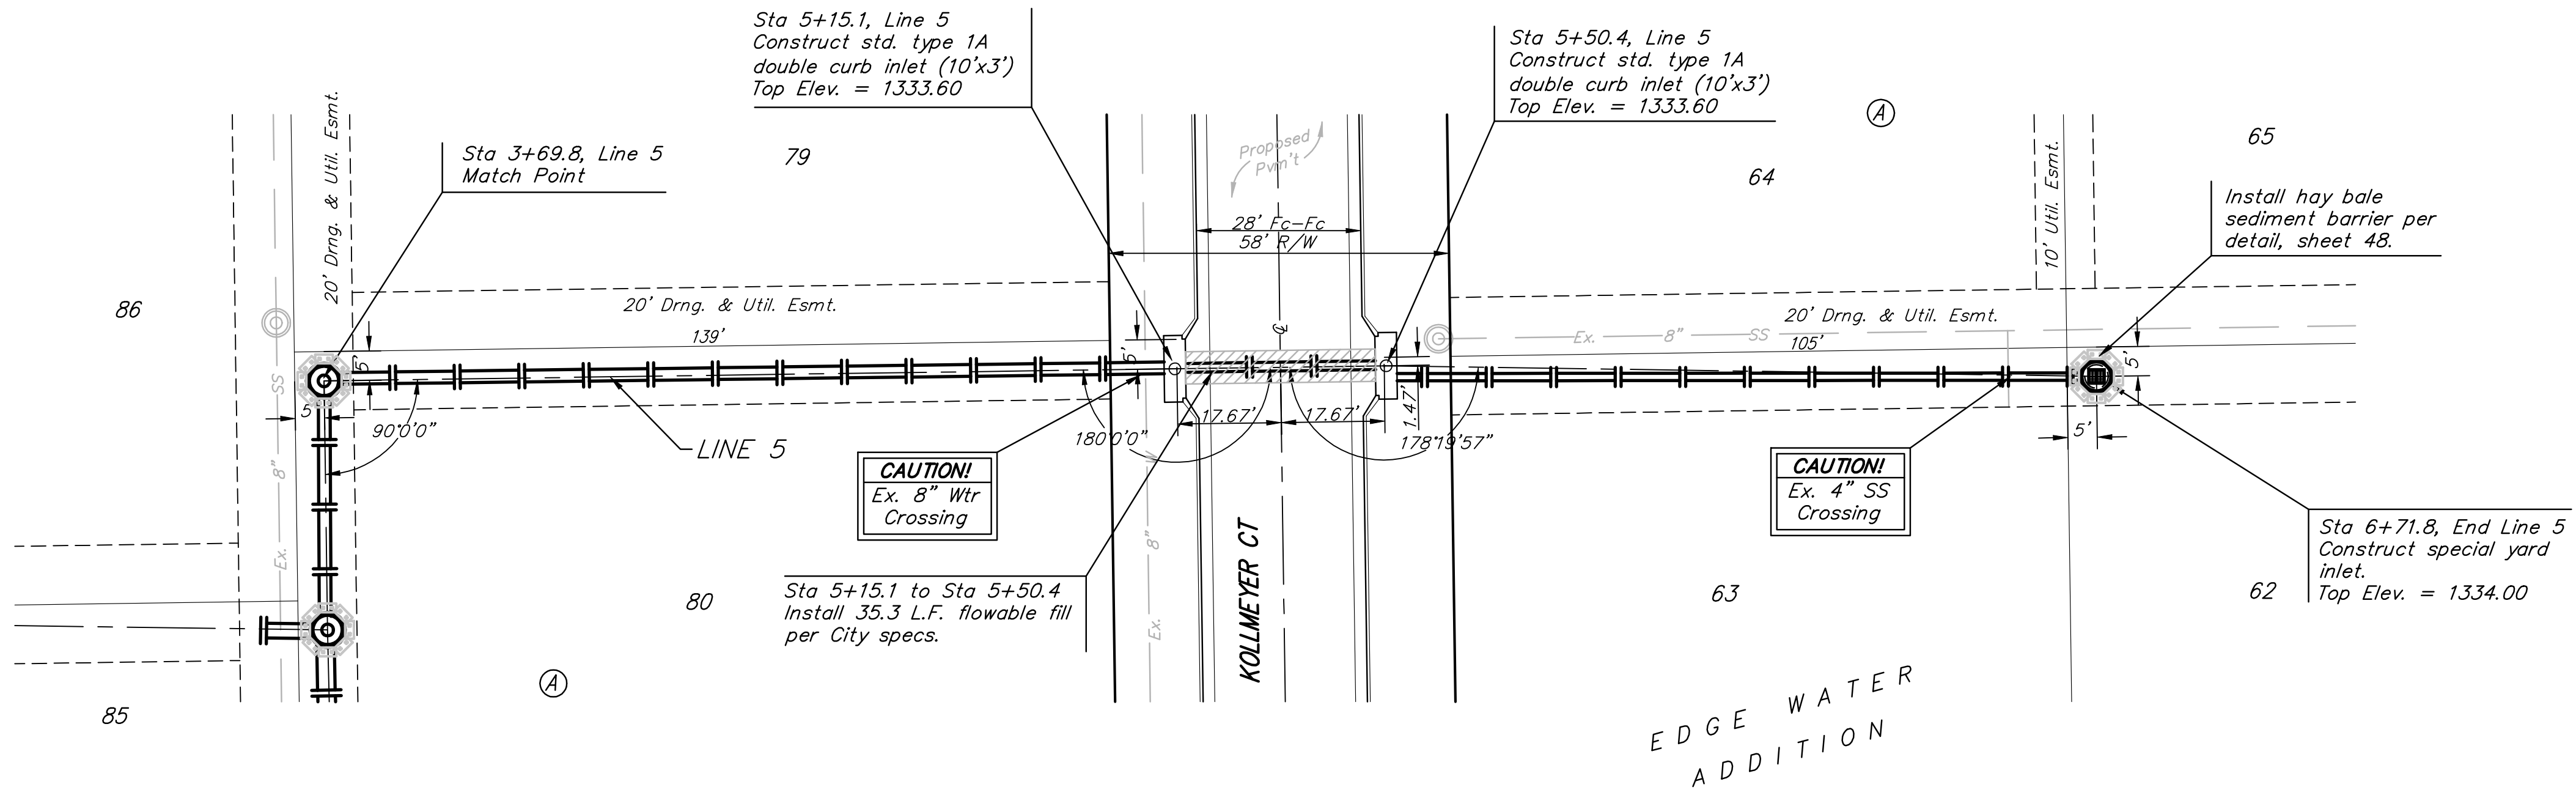 Sta 5+15.1, Line 5
Construct std. type 1A
double curb inlet (10'x3')
Top Elev. = 1333.60
Sta 5+50.4, Line 5
Construct std. type 1A
double curb inlet (10'x3')
Top Elev. = 1333.60
A
65
20' Drng. & Util. Esmt.
Sta 3+69.8, Line 5
Match Point
79
Proposed
Pvm't
64
10' Util. Esmt.
Install hay bale
sediment barrier per
detail, sheet 48.
28' Fc-Fc
58' R/W
86
20' Drng. & Util. Esmt.
139'
5'
5'
℄
Ex. 8" SS
20' Drng. & Util. Esmt.
105'
5'
SS
Ex. 8"
5'
90°0'0"
LINE 5
180°0'0"
17.67'
17.67'
1.47'
178°19'57"
5'
CAUTION!
Ex. 8" Wtr
Crossing
CAUTION!
Ex. 4" SS
Crossing
Ex. 8" W
KOLLMEYER CT
Sta 5+15.1 to Sta 5+50.4
Install 35.3 L.F. flowable fill
per City specs.
80
63
62
Sta 6+71.8, End Line 5
Construct special yard
inlet.
Top Elev. = 1334.00
85
A
EDGE WATER
ADDITION